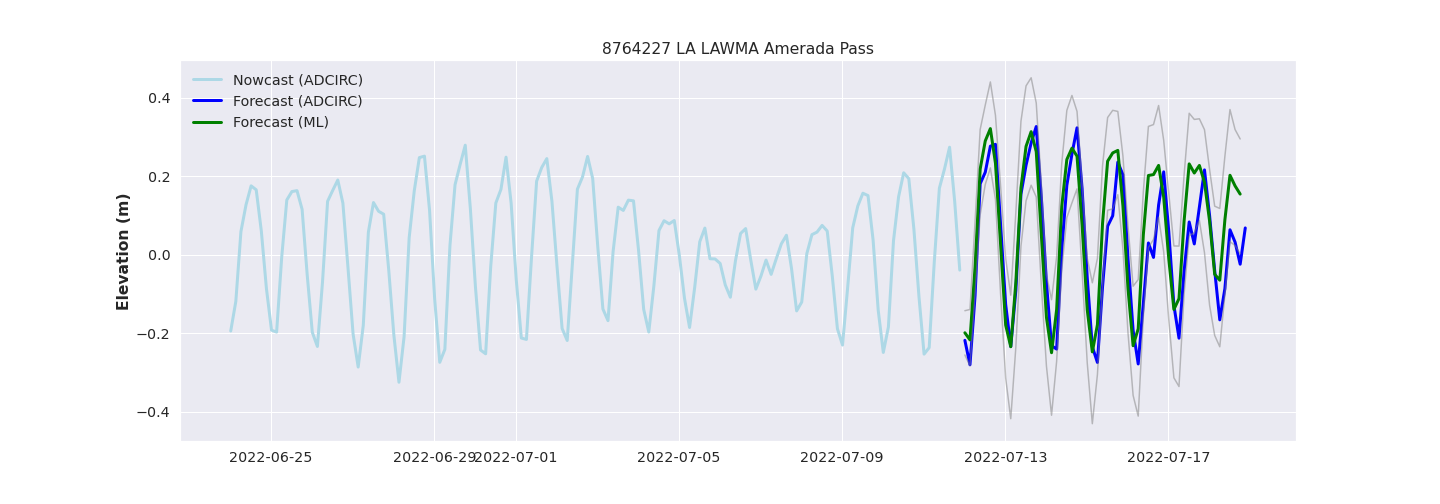 8764227 LA LAWMA Amerada Pass
Nowcast (ADCIRC)
Forecast (ADCIRC)
Forecast (ML)
Elevation (m)
0.4
0.2
0.0
−0.2
−0.4
2022-06-25 2022-06-29 2022-07-01 2022-07-05 2022-07-09 2022-07-13 2022-07-17